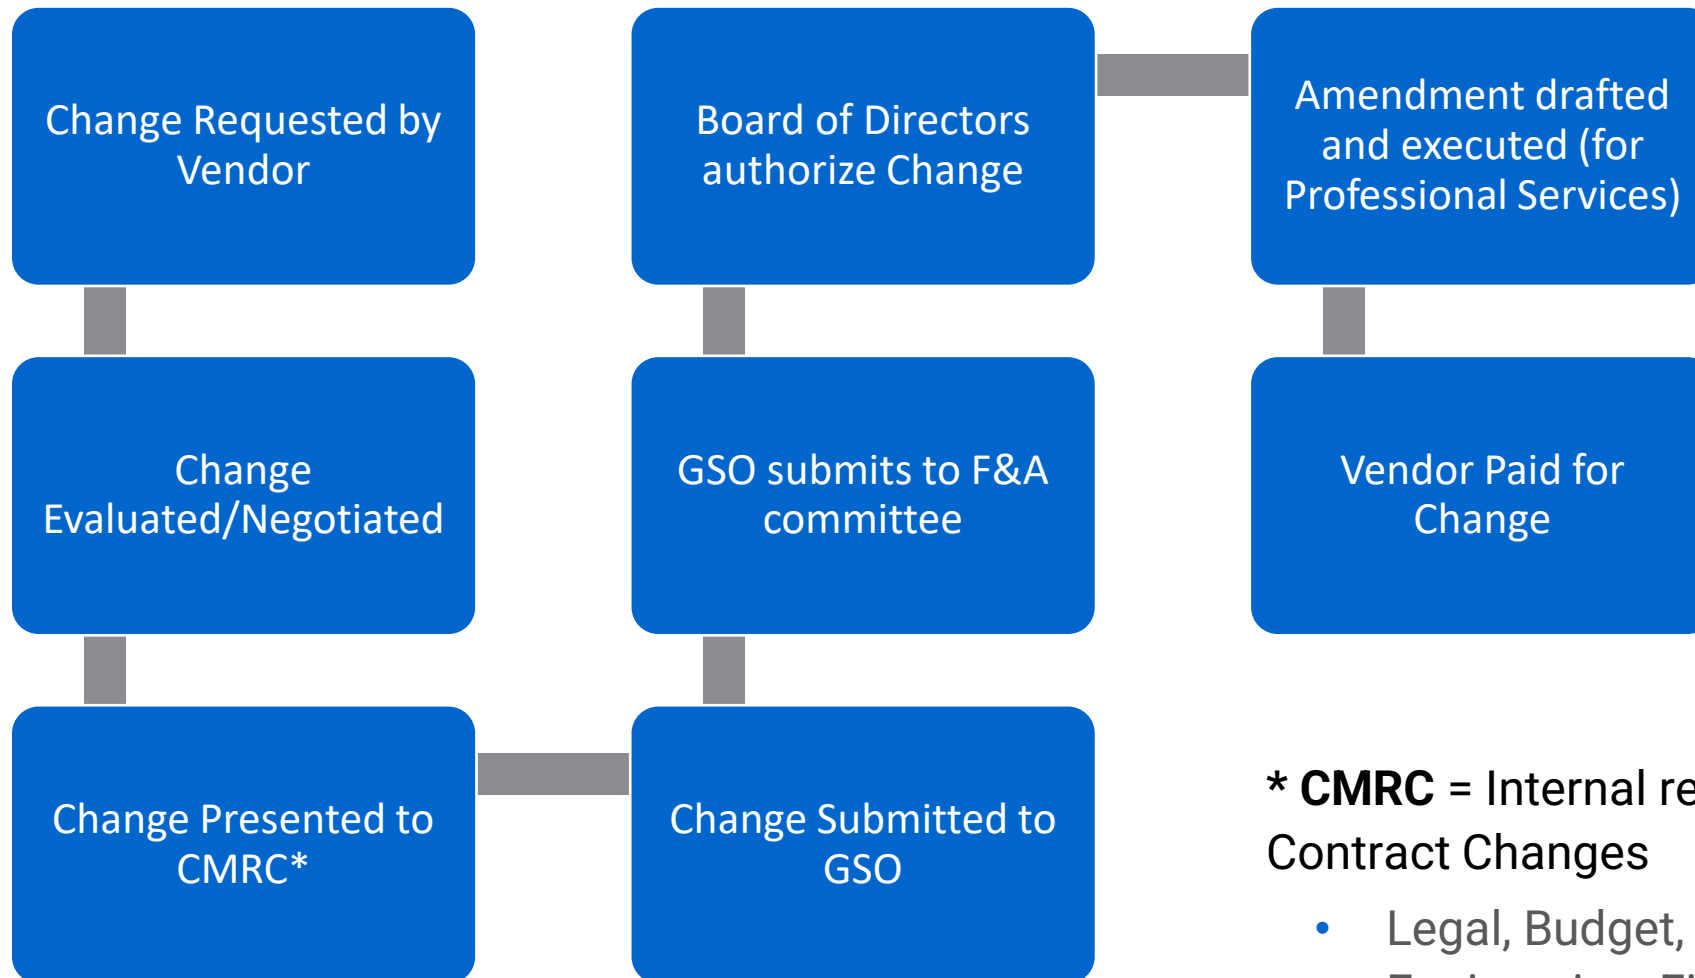 Change Requested by
Vendor
Change
Evaluated/Negotiated
Change Presented to
CMRC*
Change Submitted to
GSO
GSO submits to F&A
committee
Board of Directors
authorize Change
Amendment drafted
and executed (for
Professional Services)
Vendor Paid for
Change
* CMRC = Internal
Contract Changes
• Legal, Budget,